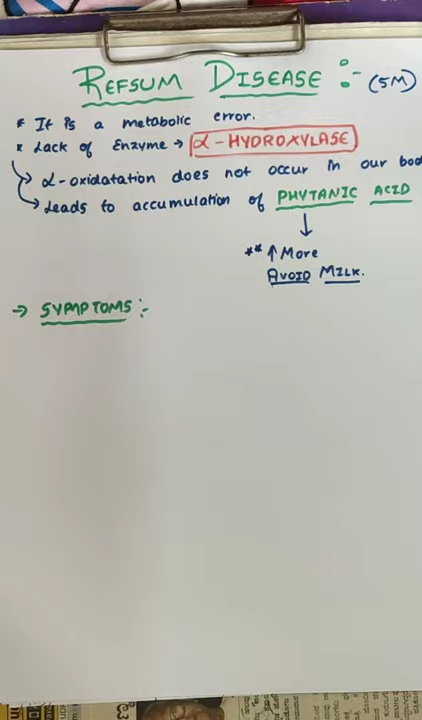 REFSUM DISEASE :- (5M)
* It is a metabolic error.
* Lack of Enzyme → α-HYDROXYLASE
α-oxidatation does not occur in our bod
Leads to accumulation of PHYTANIC ACID
** ↑ More
AVOID MILK.
→ SYMPTOMS :-